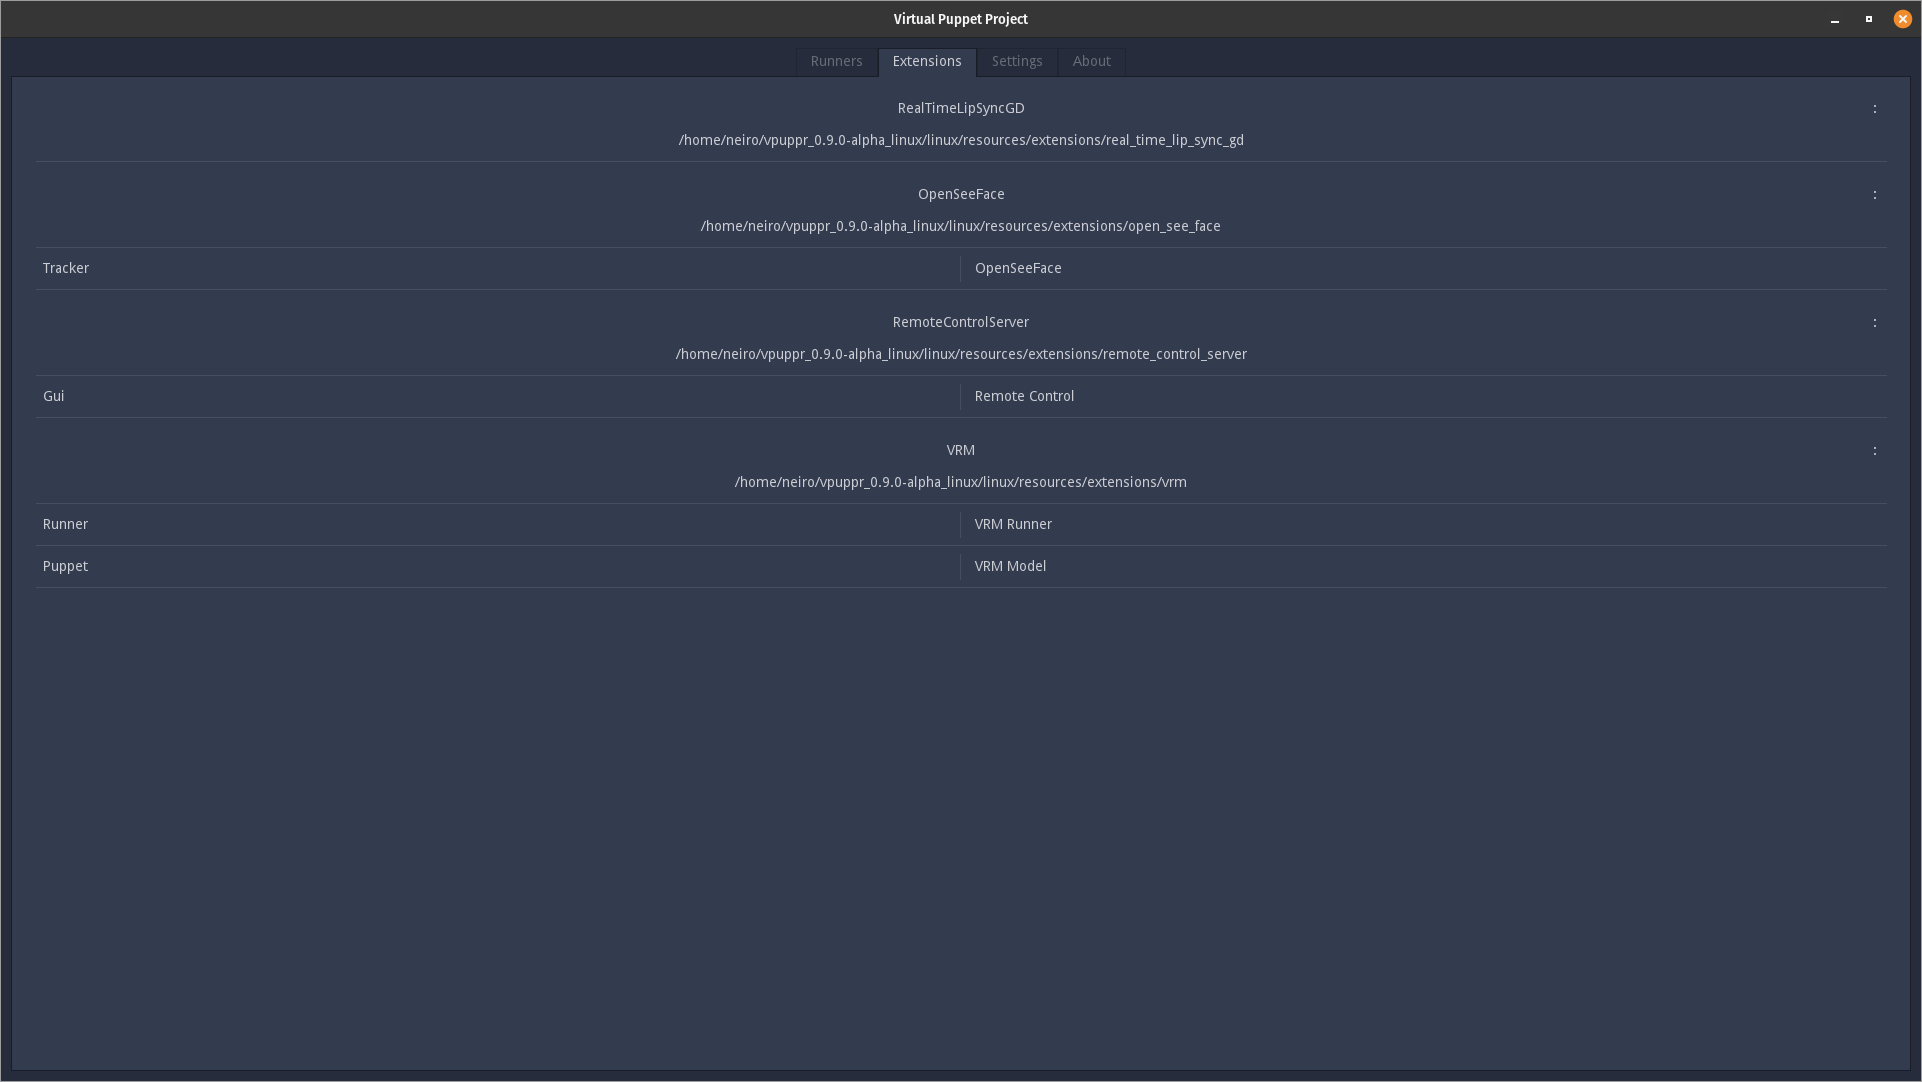 Virtual Puppet Project
Runners Extensions Settings About
RealTimeLipSyncGD :
/home/neiro/vpuppr_0.9.0-alpha_linux/linux/resources/extensions/real_time_lip_sync_gd
OpenSeeFace :
/home/neiro/vpuppr_0.9.0-alpha_linux/linux/resources/extensions/open_see_face
Tracker OpenSeeFace
RemoteControlServer :
/home/neiro/vpuppr_0.9.0-alpha_linux/linux/resources/extensions/remote_control_server
Gui Remote Control
VRM :
/home/neiro/vpuppr_0.9.0-alpha_linux/linux/resources/extensions/vrm
Runner VRM Runner
Puppet VRM Model